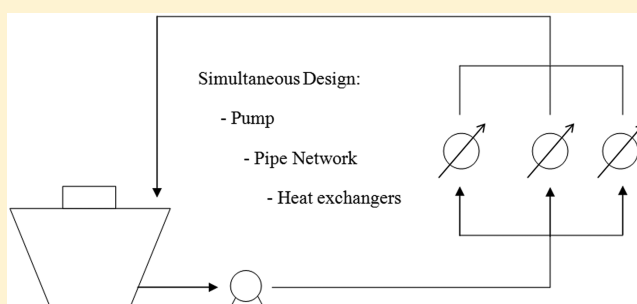 Simultaneous Design:
- Pump
- Pipe Network
- Heat exchangers